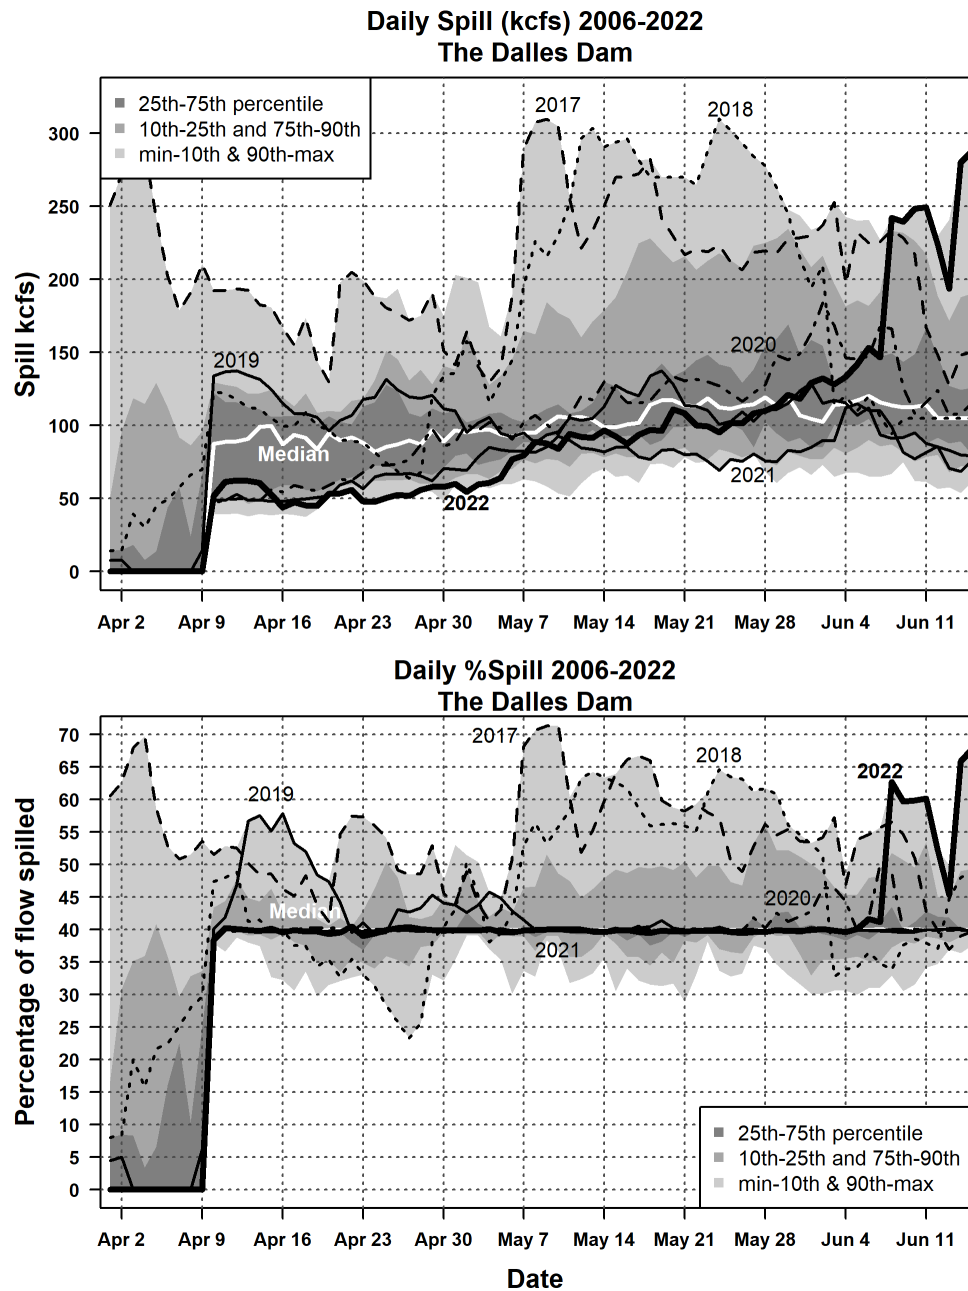 Daily Spill (kcfs) 2006-2022
The Dalles Dam
25th-75th percentile
10th-25th and 75th-90th
min-10th & 90th-max
2017
2018
2019
2020
Median
2021
2022
Spill kcfs
300
250
200
150
100
50
0
Apr 2 Apr 9 Apr 16 Apr 23 Apr 30 May 7 May 14 May 21 May 28 Jun 4 Jun 11
Daily %Spill 2006-2022
The Dalles Dam
2017
2018
2022
2019
2020
Median
2021
Percentage of flow spilled
70
65
60
55
50
45
40
35
30
25
20
15
10
5
0
25th-75th percentile
10th-25th and 75th-90th
min-10th & 90th-max
Apr 2 Apr 9 Apr 16 Apr 23 Apr 30 May 7 May 14 May 21 May 28 Jun 4 Jun 11
Date